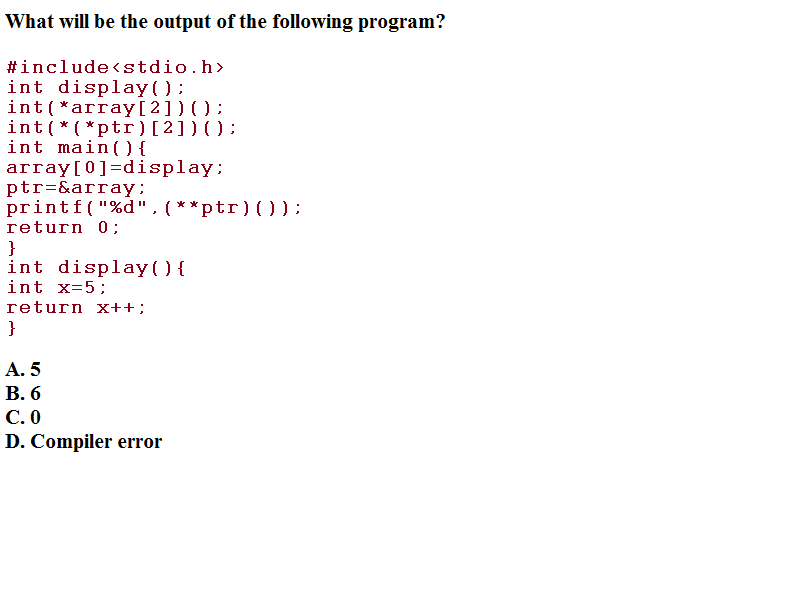 What will be the output of the following program?
#include<stdio.h>
int display();
int(*array[2])();
int(*(*ptr)[2])();
int main(){
array[0]=display;
ptr=&array;
printf("%d",(**ptr)());
return 0;
}
int display(){
int x=5;
return x++;
}
A. 5
B. 6
C. 0
D. Compiler error